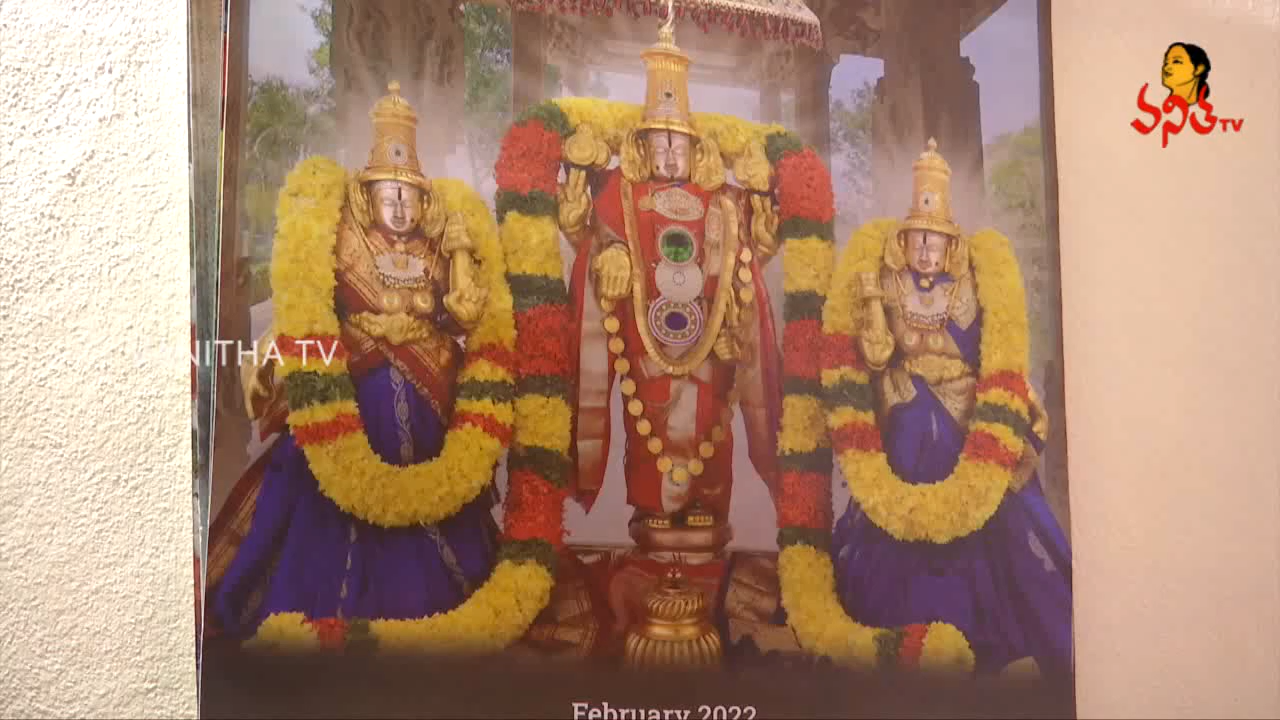 వనిత TV
NITHA TV
February 2022